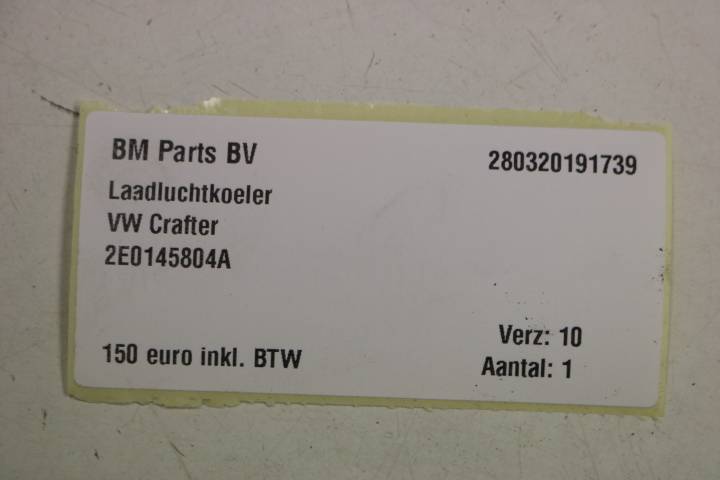 BM Parts BV
280320191739
Laadluchtkoeler
VW Crafter
2E0145804A
Verz: 10
150 euro inkl. BTW
Aantal: 1